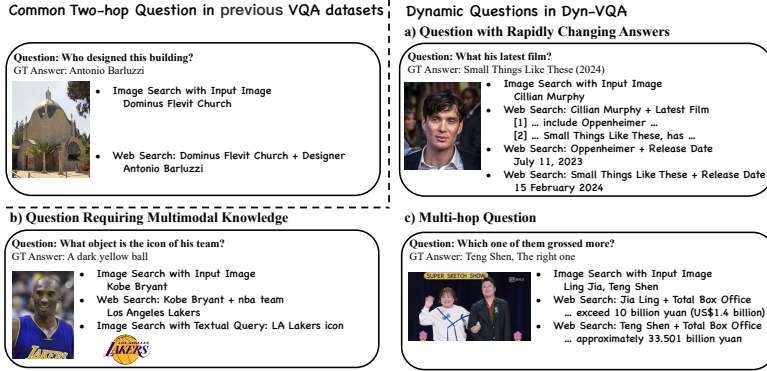 Common Two-hop Question in previous VQA datasets
Question: Who designed this building?
GT Answer: Antonio Barluzzi
• Image Search with Input Image
Dominus Flevit Church
• Web Search: Dominus Flevit Church + Designer
Antonio Barluzzi
Dynamic Questions in Dyn-VQA
a) Question with Rapidly Changing Answers
Question: What his latest film?
GT Answer: Small Things Like These (2024)
• Image Search with Input Image
Cillian Murphy
• Web Search: Cillian Murphy + Latest Film
[1] ... include Oppenheimer ...
[2] ... Small Things Like These, has ...
• Web Search: Oppenheimer + Release Date
July 11, 2023
• Web Search: Small Things Like These + Release Date
15 February 2024
b) Question Requiring Multimodal Knowledge
Question: What object is the icon of his team?
GT Answer: A dark yellow ball
• Image Search with Input Image
Kobe Bryant
• Web Search: Kobe Bryant + nba team
Los Angeles Lakers
• Image Search with Textual Query: LA Lakers icon
LAKERS
LOS ANGELES
LAKERS
c) Multi-hop Question
Question: Which one of them grossed more?
GT Answer: Teng Shen, The right one
SUPER SKETCH SHOW
• Image Search with Input Image
Ling Jia, Teng Shen
• Web Search: Jia Ling + Total Box Office
... exceed 10 billion yuan (US$1.4 billion)
• Web Search: Teng Shen + Total Box Office
... approximately 33.501 billion yuan